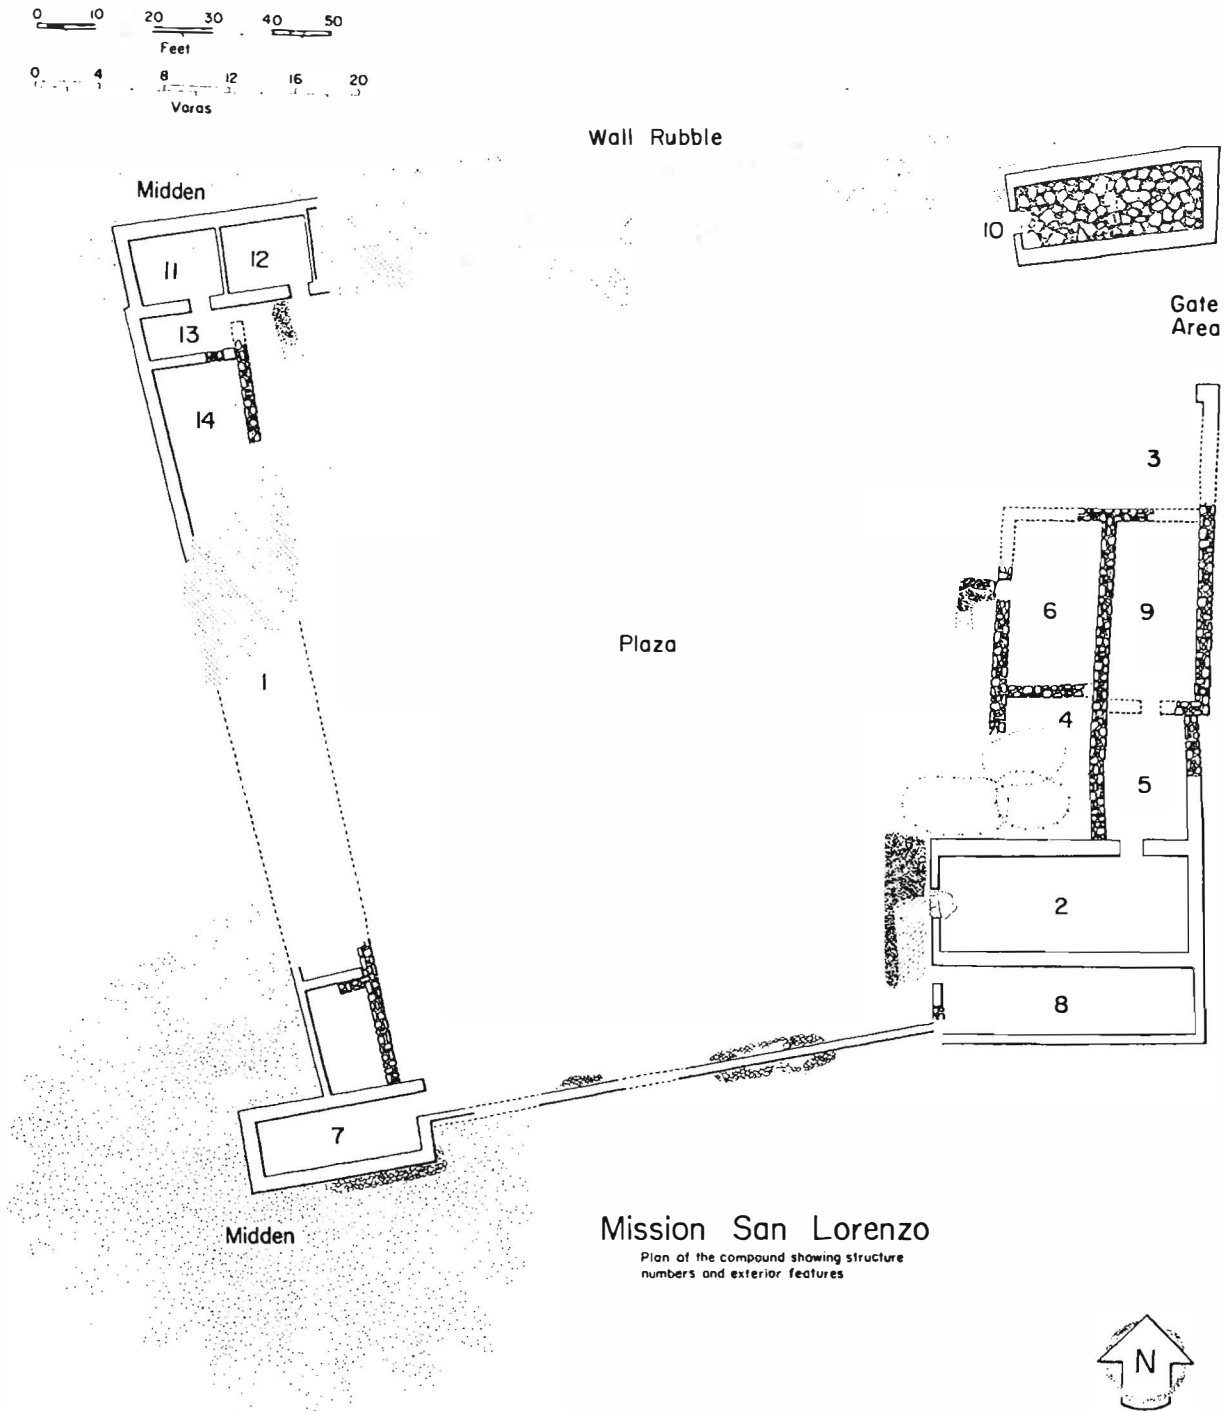 0 10 20 30 40 50
Feet
0 4 8 12 16 20
Varas
Wall Rubble
Midden
10
12
11
Gate
Area
13
14
3
6
9
Plaza
1
4
5
2
8
7
Midden
Mission San Lorenzo
Plan of the compound showing structure
numbers and exterior features
N